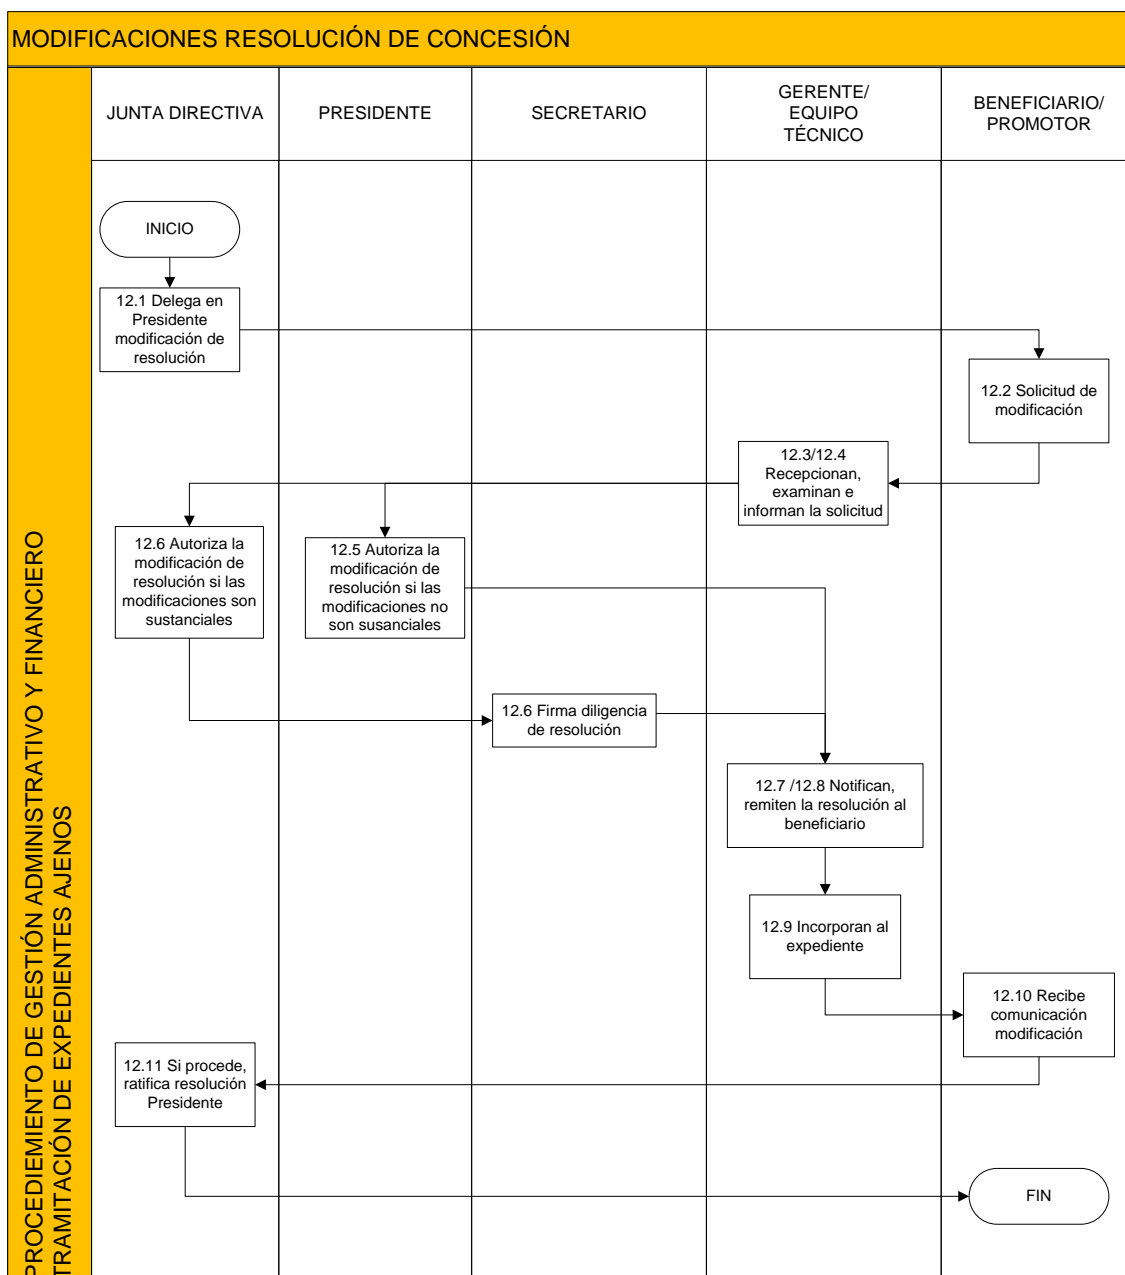 MODIFICACIONES RESOLUCIÓN DE CONCESIÓN
PROCEDIEMIENTO DE GESTIÓN ADMINISTRATIVO Y FINANCIERO
TRAMITACIÓN DE EXPEDIENTES AJENOS
JUNTA DIRECTIVA
PRESIDENTE
SECRETARIO
GERENTE/
EQUIPO
TÉCNICO
BENEFICIARIO/
PROMOTOR
INICIO
12.1 Delega en
Presidente
modificación de
resolución
12.2 Solicitud de
modificación
12.3/12.4
Recepcionan,
examinan e
informan la solicitud
12.6 Autoriza la
modificación de
resolución si las
modificaciones son
sustanciales
12.5 Autoriza la
modificación de
resolución si las
modificaciones no
son susanciales
12.6 Firma diligencia
de resolución
12.7 /12.8 Notifican,
remiten la resolución al
beneficiario
12.9 Incorporan al
expediente
12.10 Recibe
comunicación
modificación
12.11 Si procede,
ratifica resolución
Presidente
FIN